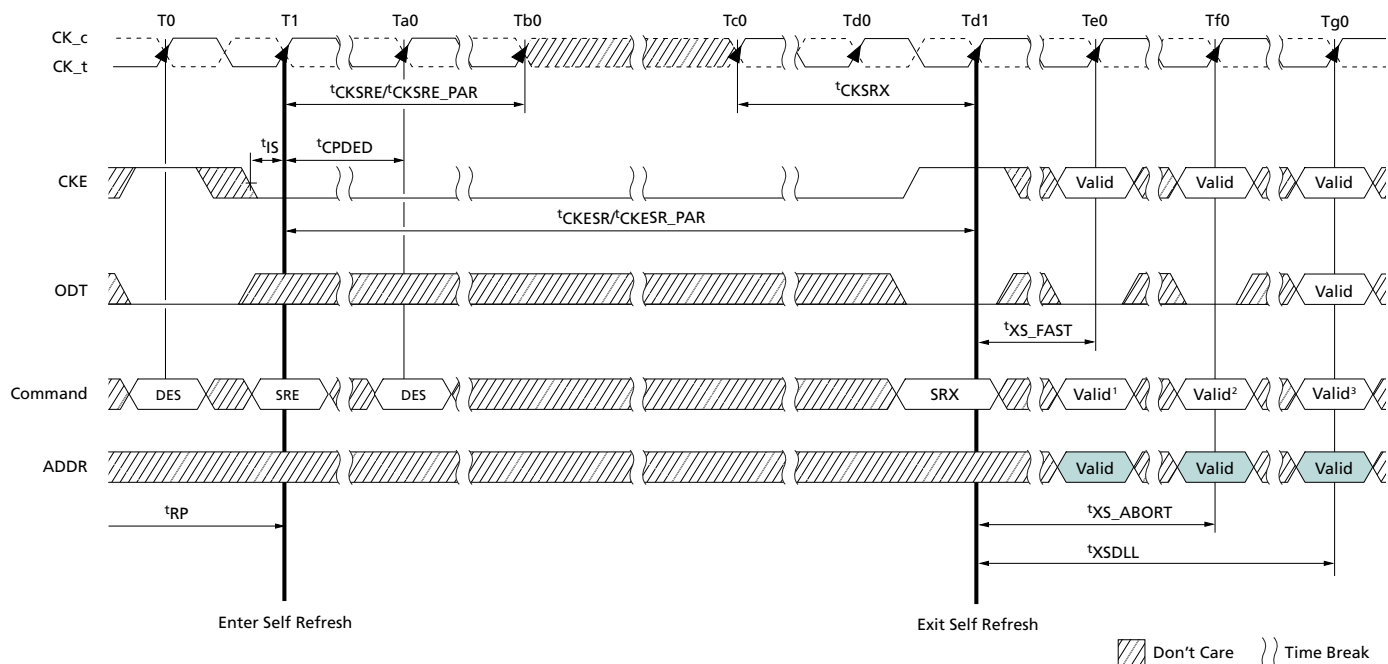 T0 T1 Ta0 Tb0 Tc0 Td0 Td1 Te0 Tf0 Tg0
CK_c
CK_t
tCKSRE/tCKSRE_PAR tCKSRX
tIS tCPDED
CKE Valid Valid Valid
tCKESR/tCKESR_PAR
ODT Valid
tXS_FAST
Command DES SRE DES SRX Valid1 Valid2 Valid3
ADDR Valid Valid Valid
tRP tXS_ABORT
tXSDLL
Enter Self Refresh Exit Self Refresh
Don't Care Time Break